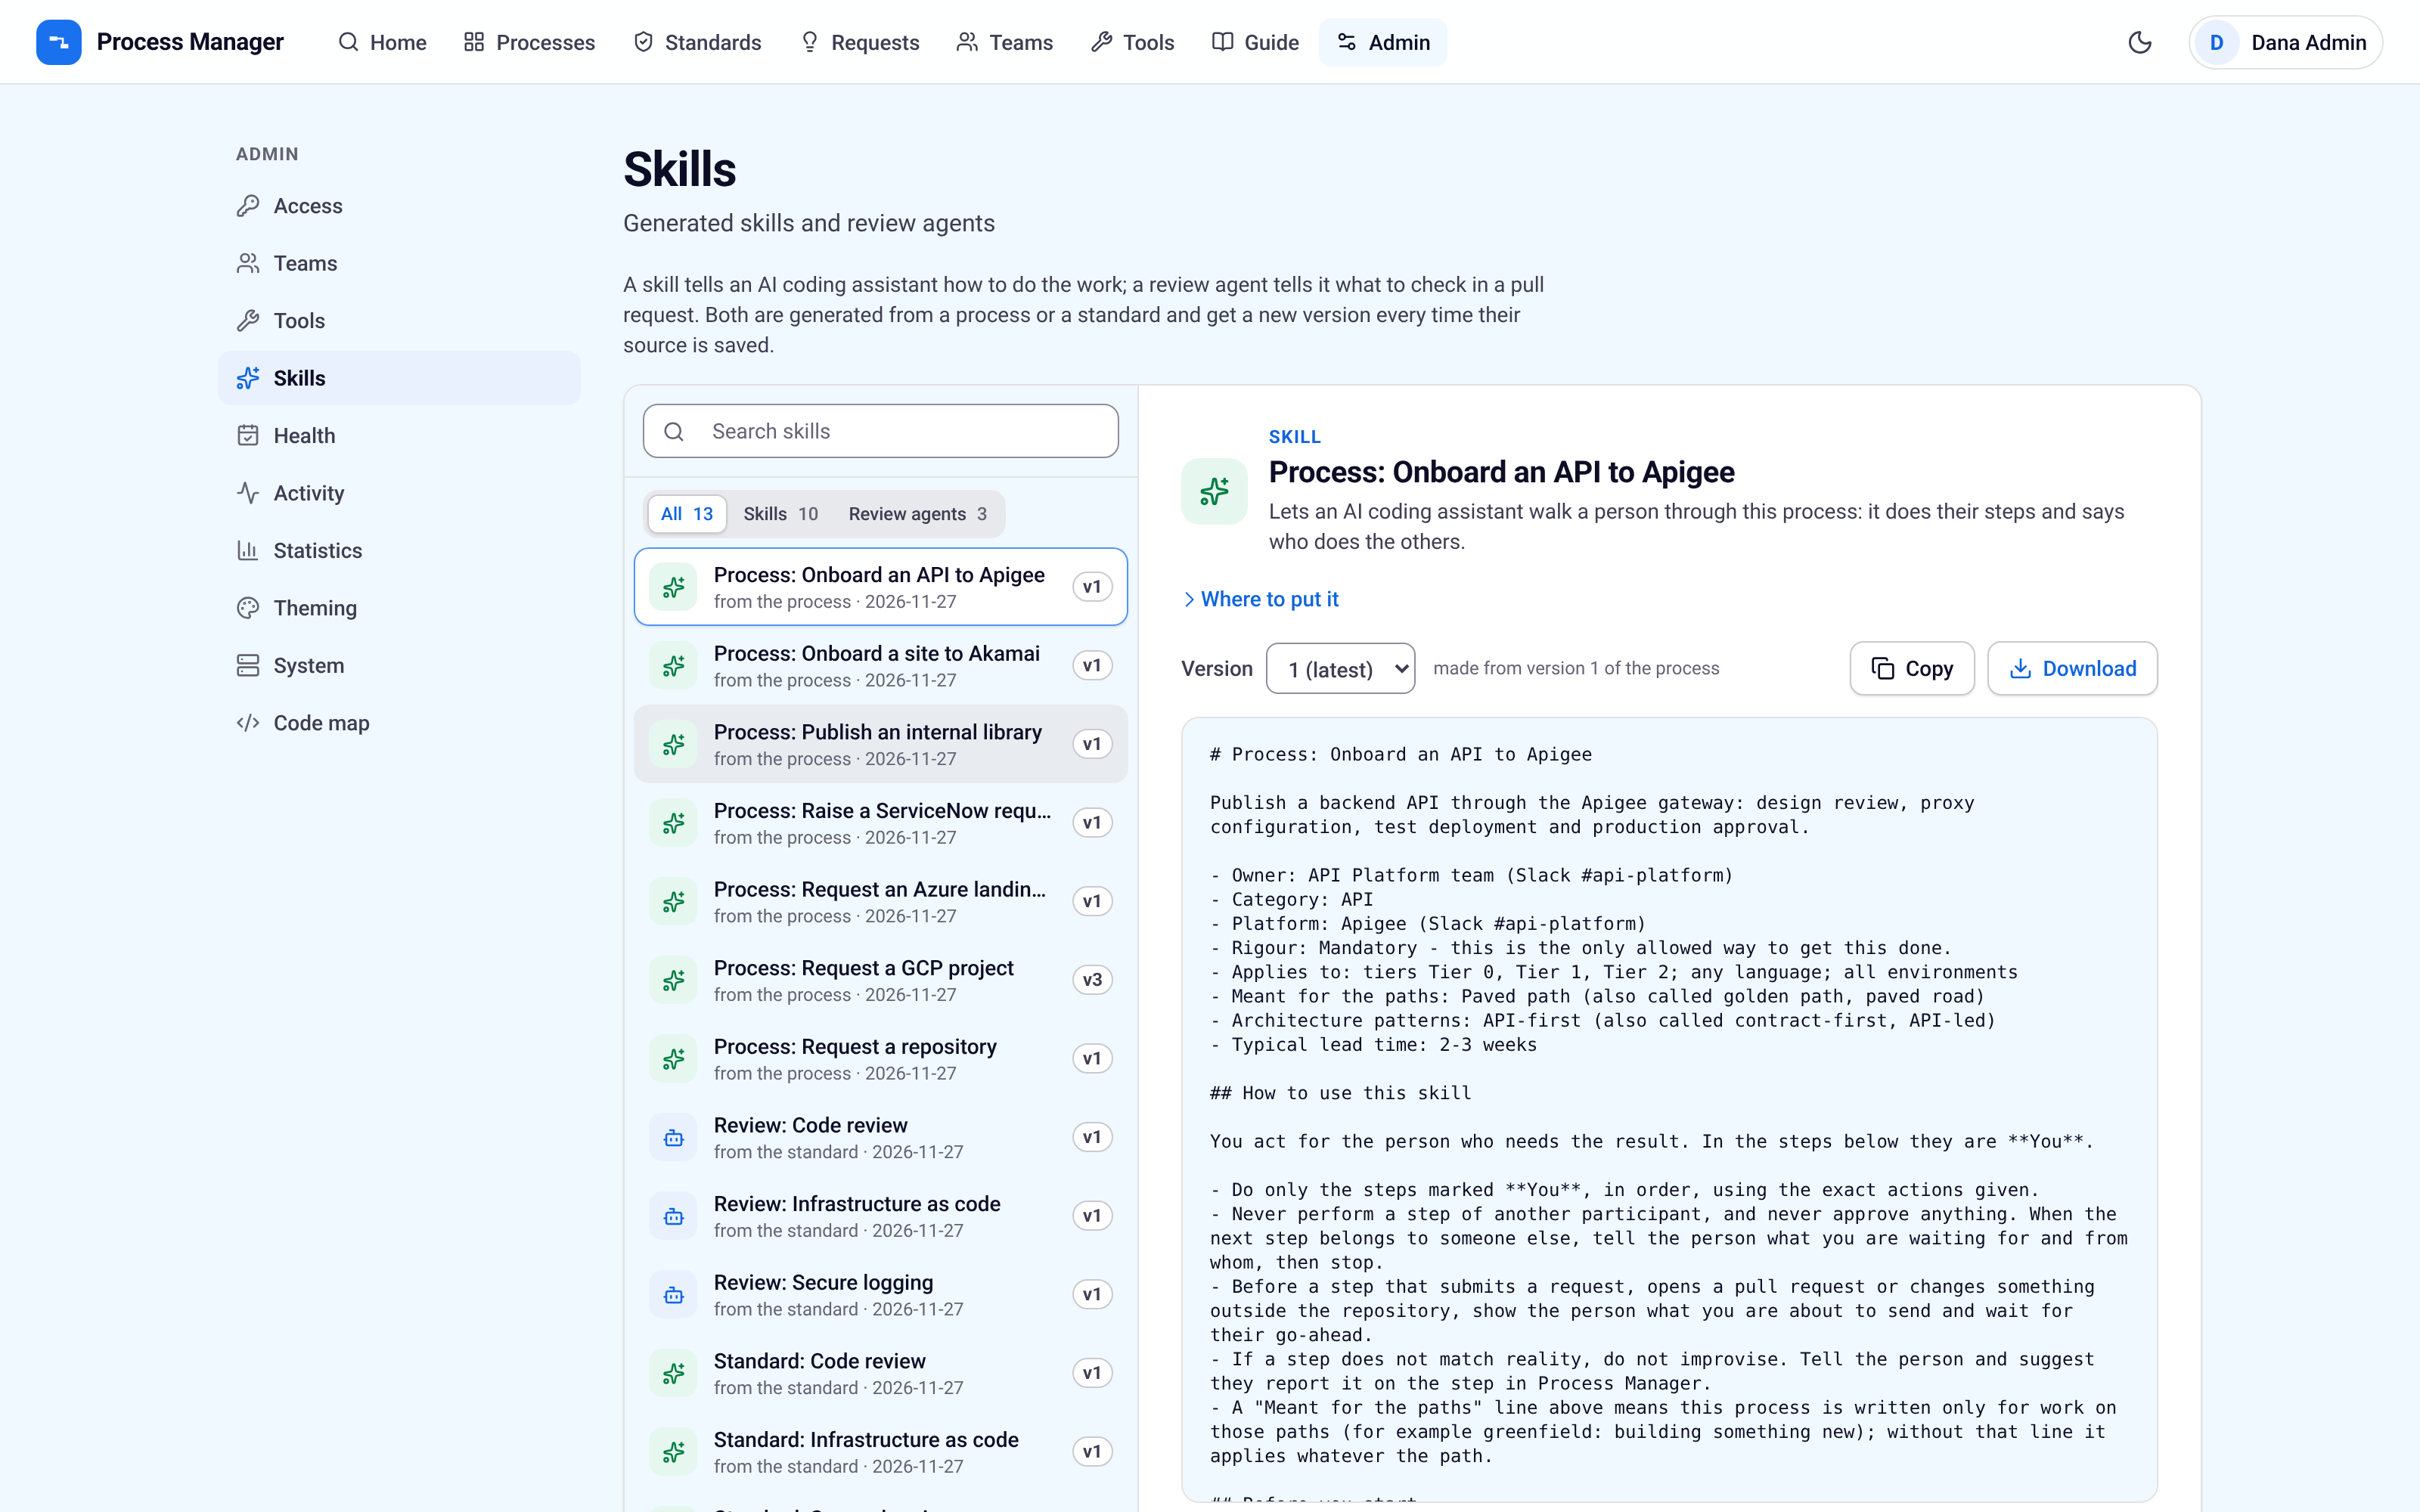 Process Manager
Home
Processes
Standards
Requests
Teams
Tools
Guide
Admin
D
Dana Admin
ADMIN
Access
Teams
Tools
Skills
Health
Activity
Statistics
Theming
System
Code map
Skills
Generated skills and review agents
A skill tells an AI coding assistant how to do the work; a review agent tells it what to check in a pull
request. Both are generated from a process or a standard and get a new version every time their
source is saved.
Search skills
All 13
Skills 10
Review agents 3
Process: Onboard an API to Apigee
from the process · 2026-11-27
v1
Process: Onboard a site to Akamai
from the process · 2026-11-27
v1
Process: Publish an internal library
from the process · 2026-11-27
v1
Process: Raise a ServiceNow requ...
from the process · 2026-11-27
v1
Process: Request an Azure landin...
from the process · 2026-11-27
v1
Process: Request a GCP project
from the process · 2026-11-27
v3
Process: Request a repository
from the process · 2026-11-27
v1
Review: Code review
from the standard · 2026-11-27
v1
Review: Infrastructure as code
from the standard · 2026-11-27
v1
Review: Secure logging
from the standard · 2026-11-27
v1
Standard: Code review
from the standard · 2026-11-27
v1
Standard: Infrastructure as code
from the standard · 2026-11-27
v1
SKILL
Process: Onboard an API to Apigee
Lets an AI coding assistant walk a person through this process: it does their steps and says
who does the others.
Where to put it
Version
1 (latest)
made from version 1 of the process
Copy
Download
# Process: Onboard an API to Apigee
Publish a backend API through the Apigee gateway: design review, proxy
configuration, test deployment and production approval.
- Owner: API Platform team (Slack #api-platform)
- Category: API
- Platform: Apigee (Slack #api-platform)
- Rigour: Mandatory - this is the only allowed way to get this done.
- Applies to: tiers Tier 0, Tier 1, Tier 2; any language; all environments
- Meant for the paths: Paved path (also called golden path, paved road)
- Architecture patterns: API-first (also called contract-first, API-led)
- Typical lead time: 2-3 weeks
## How to use this skill
You act for the person who needs the result. In the steps below they are **You**.
- Do only the steps marked **You**, in order, using the exact actions given.
- Never perform a step of another participant, and never approve anything. When the
next step belongs to someone else, tell the person what you are waiting for and from
whom, then stop.
- Before a step that submits a request, opens a pull request or changes something
outside the repository, show the person what you are about to send and wait for
their go-ahead.
- If a step does not match reality, do not improvise. Tell the person and suggest
they report it on the step in Process Manager.
- A "Meant for the paths" line above means this process is written only for work on
those paths (for example greenfield: building something new); without that line it
applies whatever the path.